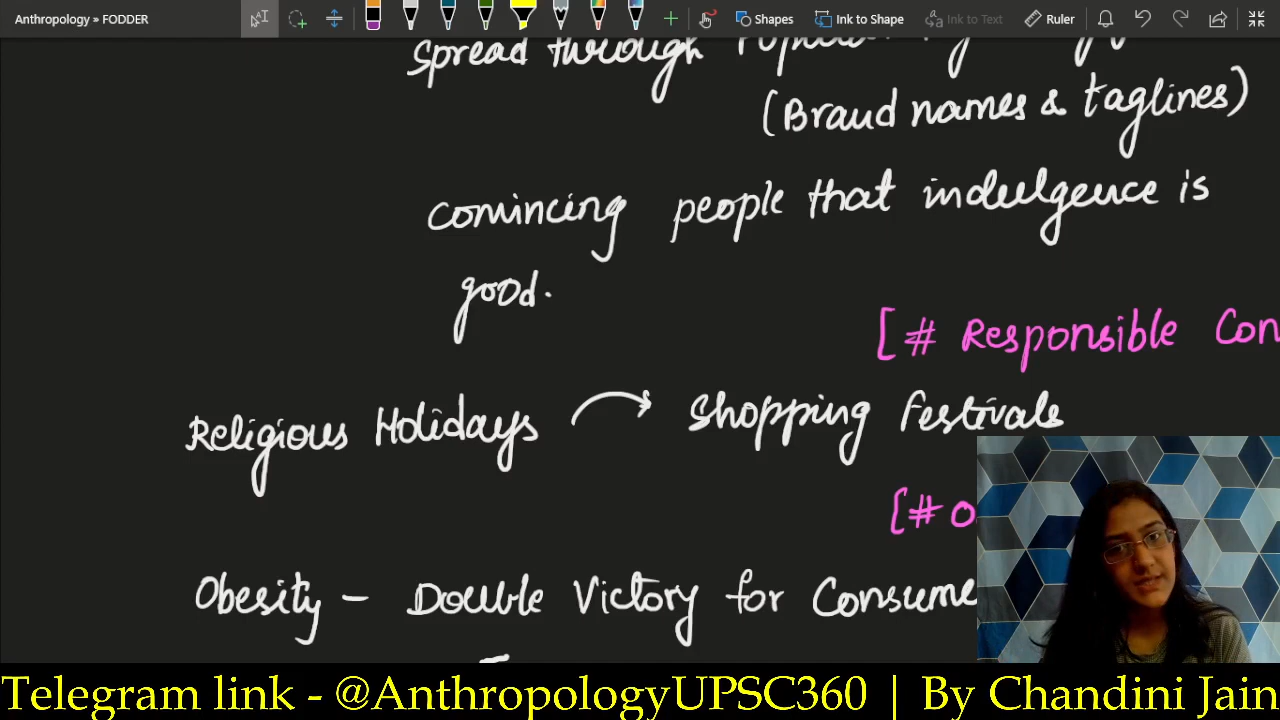 Anthropology » FODDER
Shapes
Ink to Shape
Ink to Text
Ruler
Spread through
(Brand names & taglines)
convincing people that indulgence is
good.
[# Responsible Con
Religious Holidays → Shopping Festivals
[# O
Obesity - Double Victory for Consume
Telegram link - @AnthropologyUPSC360 | By Chandini Jain